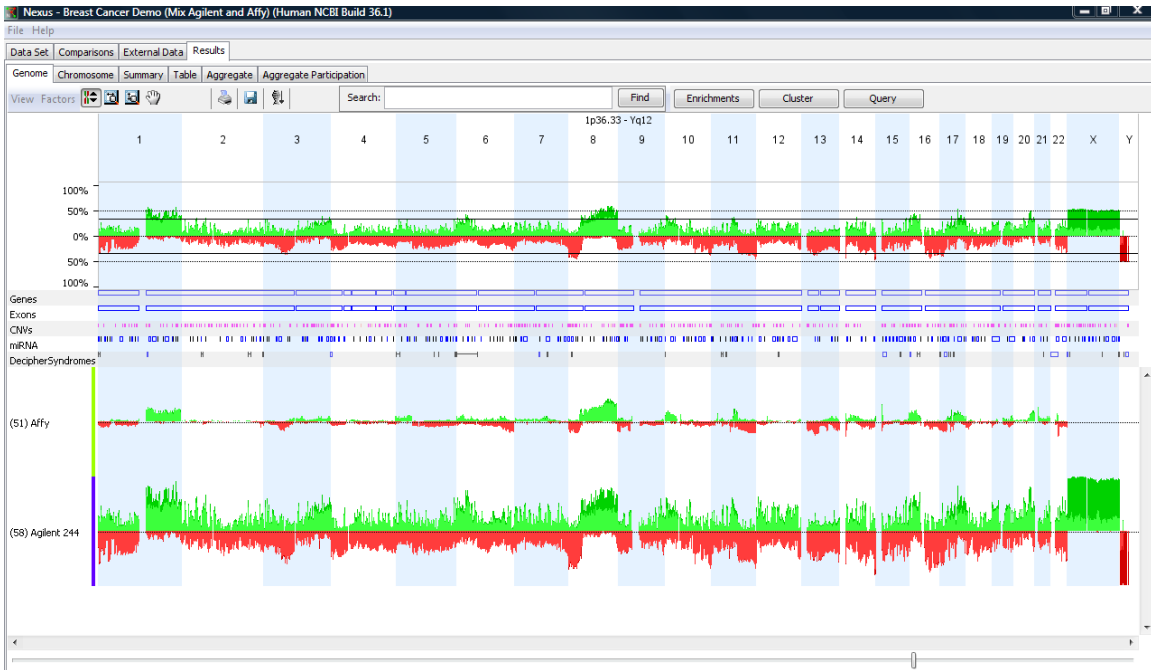 Nexus - Breast Cancer Demo (Mix Agilent and Affy) (Human NCBI Build 36.1)
File Help
Data Set Comparisons External Data Results
Genome Chromosome Summary Table Aggregate Aggregate Participation
View Factors Search: Find Enrichments Cluster Query
1p36.33 - Yq12
1 2 3 4 5 6 7 8 9 10 11 12 13 14 15 16 17 18 19 20 21 22 X Y
100%
50%
0%
50%
100%
Genes
Exons
CNVs
miRNA
DecipherSyndromes
(51) Affy
(58) Agilent 244